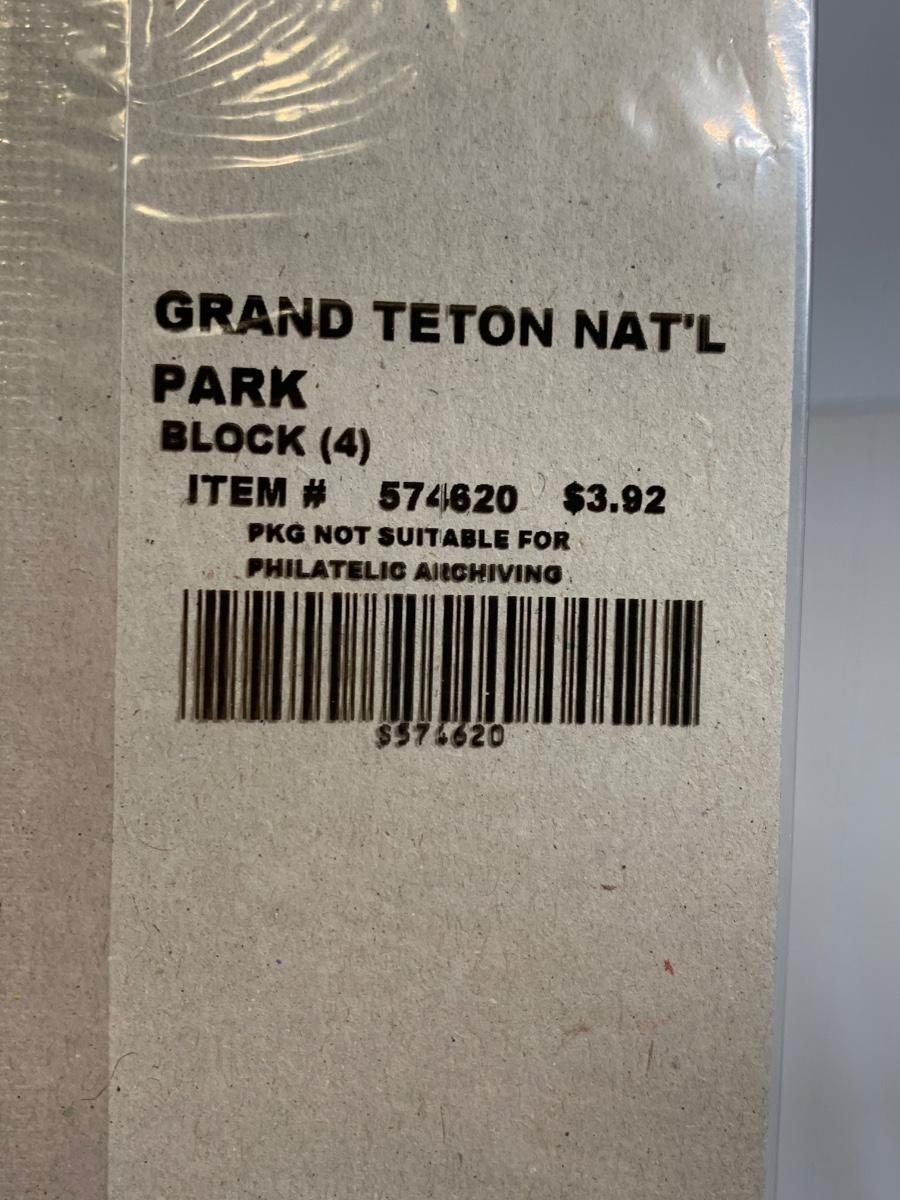 GRAND TETON NAT'L
PARK
BLOCK (4)
ITEM # 574620 $3.92
PKG NOT SUITABLE FOR
PHILATELIC ARCHIVING
S574620